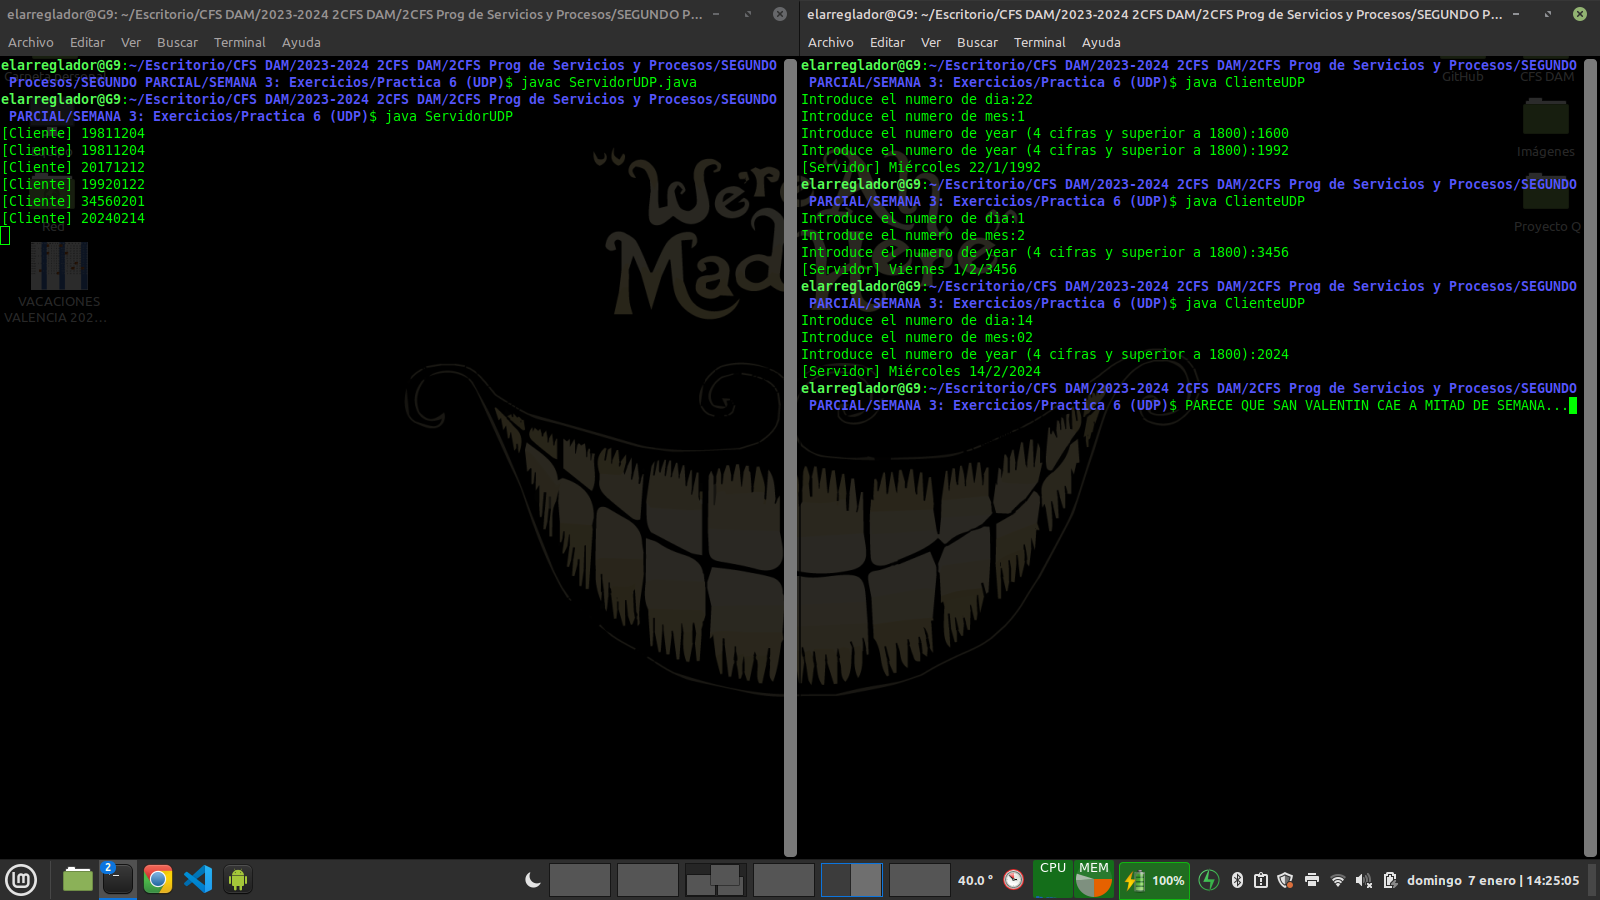 elarreglador@G9: ~/Escritorio/CFS DAM/2023-2024 2CFS DAM/2CFS Prog de Servicios y Procesos/SEGUNDO P...
Archivo Editar Ver Buscar Terminal Ayuda
elarreglador@G9:~/Escritorio/CFS DAM/2023-2024 2CFS DAM/2CFS Prog de Servicios y Procesos/SEGUNDO
Procesos/SEGUNDO PARCIAL/SEMANA 3: Exercicios/Practica 6 (UDP)$ javac ServidorUDP.java
elarreglador@G9:~/Escritorio/CFS DAM/2023-2024 2CFS DAM/2CFS Prog de Servicios y Procesos/SEGUNDO
PARCIAL/SEMANA 3: Exercicios/Practica 6 (UDP)$ java ServidorUDP
[Cliente] 19811204
[Cliente] 19811204
[Cliente] 20171212
[Cliente] 19920122
[Cliente] 34560201
[Cliente] 20240214
Red
VACACIONES
VALENCIA 202...
"We're All
Mad Here"
elarreglador@G9: ~/Escritorio/CFS DAM/2023-2024 2CFS DAM/2CFS Prog de Servicios y Procesos/SEGUNDO P...
Archivo Editar Ver Buscar Terminal Ayuda
elarreglador@G9:~/Escritorio/CFS DAM/2023-2024 2CFS DAM/2CFS Prog de Servicios y Procesos/SEGUNDO
PARCIAL/SEMANA 3: Exercicios/Practica 6 (UDP)$ java ClienteUDP
Introduce el numero de dia:22
Introduce el numero de mes:1
Introduce el numero de year (4 cifras y superior a 1800):1600
Introduce el numero de year (4 cifras y superior a 1800):1992
[Servidor] Miércoles 22/1/1992
elarreglador@G9:~/Escritorio/CFS DAM/2023-2024 2CFS DAM/2CFS Prog de Servicios y Procesos/SEGUNDO
PARCIAL/SEMANA 3: Exercicios/Practica 6 (UDP)$ java ClienteUDP
Introduce el numero de dia:1
Introduce el numero de mes:2
Introduce el numero de year (4 cifras y superior a 1800):3456
[Servidor] Viernes 1/2/3456
elarreglador@G9:~/Escritorio/CFS DAM/2023-2024 2CFS DAM/2CFS Prog de Servicios y Procesos/SEGUNDO
PARCIAL/SEMANA 3: Exercicios/Practica 6 (UDP)$ java ClienteUDP
Introduce el numero de dia:14
Introduce el numero de mes:02
Introduce el numero de year (4 cifras y superior a 1800):2024
[Servidor] Miércoles 14/2/2024
elarreglador@G9:~/Escritorio/CFS DAM/2023-2024 2CFS DAM/2CFS Prog de Servicios y Procesos/SEGUNDO
PARCIAL/SEMANA 3: Exercicios/Practica 6 (UDP)$ PARECE QUE SAN VALENTIN CAE A MITAD DE SEMANA...
GitHub
CFS DAM
Imágenes
Proyecto Q
2
40.0 °
CPU
MEM
100%
domingo 7 enero | 14:25:05